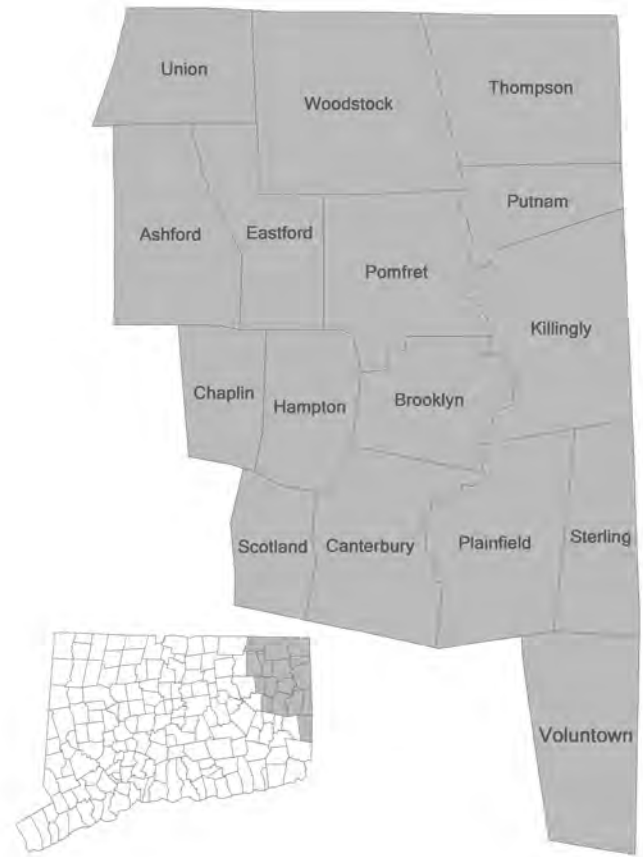 Union
Woodstock
Thompson
Putnam
Ashford
Eastford
Pomfret
Killingly
Chaplin
Hampton
Brooklyn
Scotland
Canterbury
Plainfield
Sterling
Voluntown